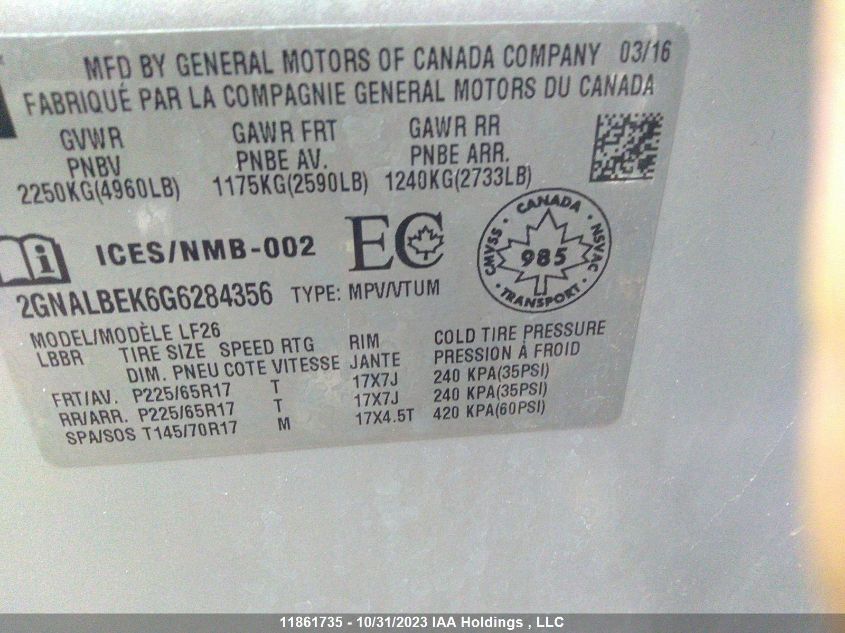 MFD BY GENERAL MOTORS OF CANADA COMPANY 03/16
FABRIQUÉ PAR LA COMPAGNIE GENERAL MOTORS DU CANADA
GVWR GAWR FRT GAWR RR
PNBV PNBE AV. PNBE ARR.
2250KG(4960LB) 1175KG(2590LB) 1240KG(2733LB)
ICES/NMB-002 EC
CANADA CMVSS 985 NSVAC TRANSPORT
2GNALBEK6G6284356 TYPE: MPV/VTUM
MODEL/MODÈLE LF26
LBBR TIRE SIZE SPEED RTG RIM COLD TIRE PRESSURE
DIM. PNEU COTE VITESSE JANTE PRESSION À FROID
FRT/AV. P225/65R17 T 17X7J 240 KPA(35PSI)
RR/ARR. P225/65R17 T 17X7J 240 KPA(35PSI)
SPA/SOS T145/70R17 M 17X4.5T 420 KPA(60PSI)
11861735 - 10/31/2023 IAA Holdings , LLC